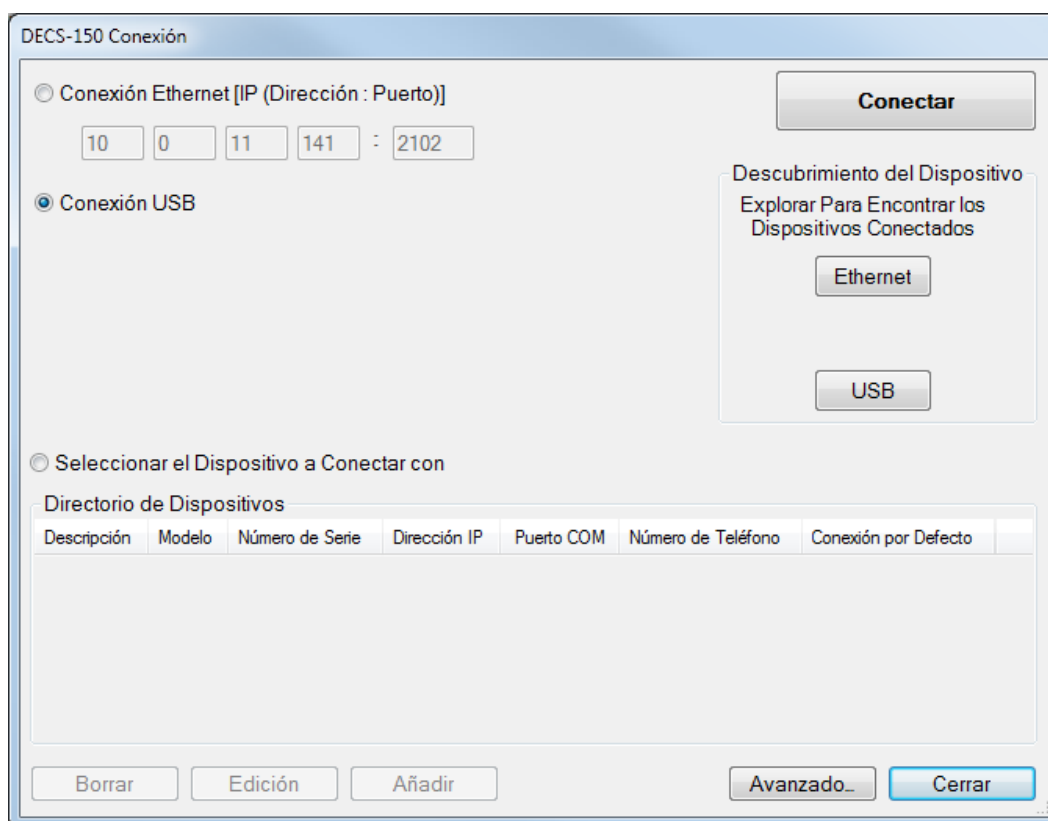 DECS-150 Conexión
Conexión Ethernet [IP (Dirección : Puerto)]
10 0 11 141 : 2102
Conectar
Conexión USB
Descubrimiento del Dispositivo
Explorar Para Encontrar los
Dispositivos Conectados
Ethernet
USB
Seleccionar el Dispositivo a Conectar con
Directorio de Dispositivos
Descripción Modelo Número de Serie Dirección IP Puerto COM Número de Teléfono Conexión por Defecto
Borrar Edición Añadir Avanzado... Cerrar